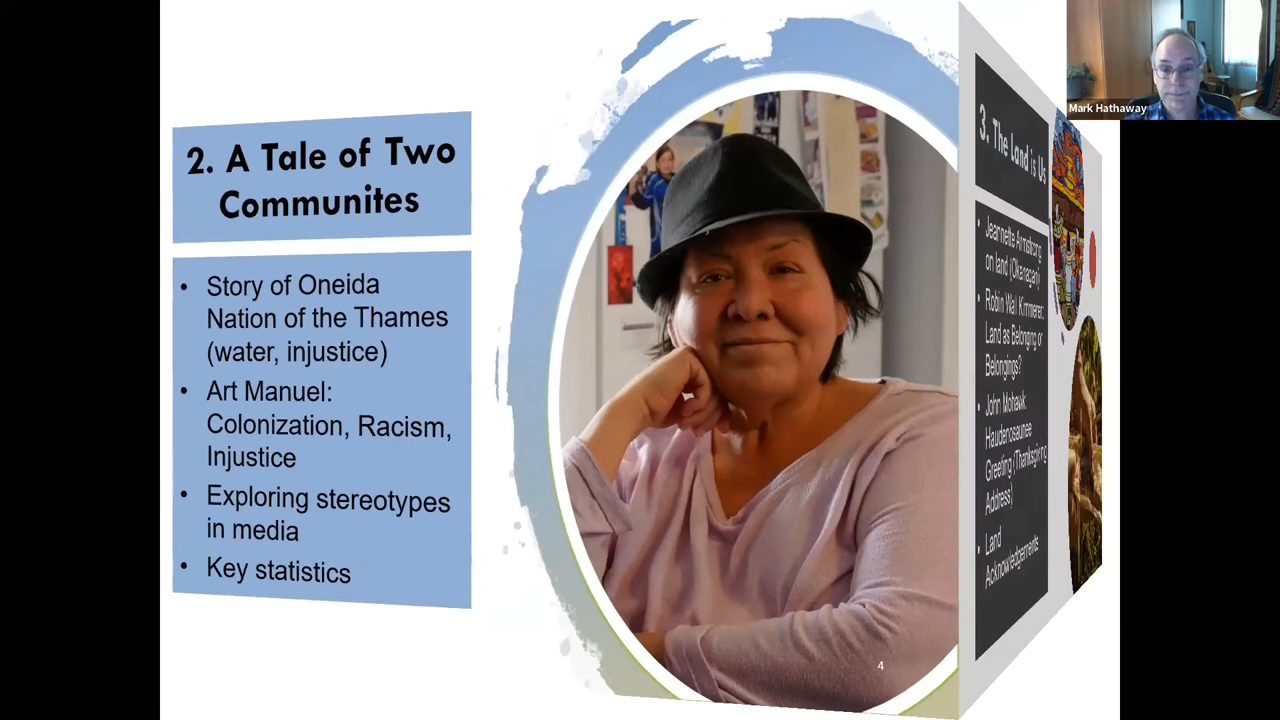 2. A Tale of Two
Communites
• Story of Oneida
Nation of the Thames
(water, injustice)
• Art Manuel:
Colonization, Racism,
Injustice
• Exploring stereotypes
in media
• Key statistics
4
3. The Land is Us
• Jeannette Armstrong
on land (Okanagan)
• Robin Wall Kimmerer:
Land as Belonging or
Belongings?
• John Mohawk:
Haudenosaunee
Greeting (Thanksgiving
Address)
• Land
Acknowledgements
Mark Hathaway